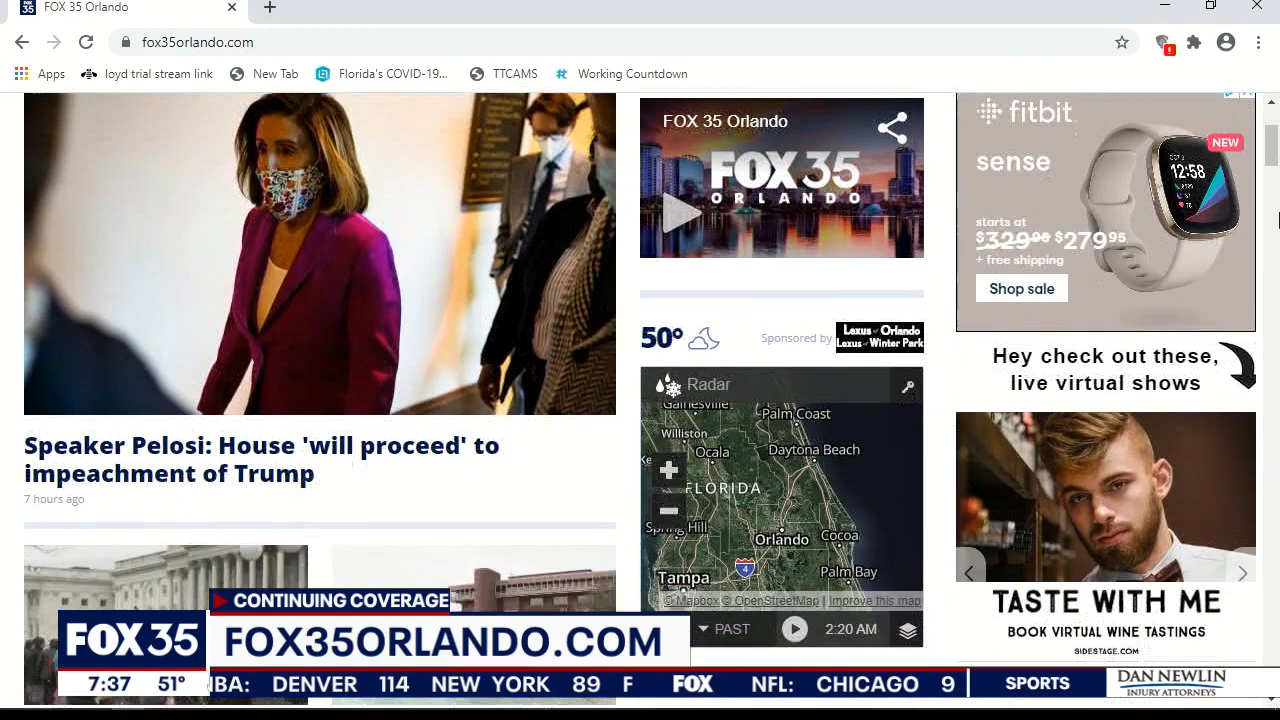 FOX 35 Orlando
fox35orlando.com
Apps
loyd trial stream link
New Tab
Florida's COVID-19...
TTCAMS
Working Countdown
FOX 35 Orlando
FOX 35
ORLANDO
fitbit
sense
NEW
12:58
starts at
$329.95 $279.95
+ free shipping
Shop sale
50°
Sponsored by
Lexus of Orlando
Lexus of Winter Park
Hey check out these,
live virtual shows
Radar
Gainesville
Palm Coast
Williston
Ocala
Daytona Beach
FLORIDA
Spring Hill
Orlando
Cocoa
4
Tampa
Palm Bay
© Mapbox © OpenStreetMap | Improve this map
PAST
2:20 AM
Speaker Pelosi: House 'will proceed' to
impeachment of Trump
7 hours ago
TASTE WITH ME
BOOK VIRTUAL WINE TASTINGS
SIDESTAGE.COM
CONTINUING COVERAGE
FOX 35
FOX35ORLANDO.COM
7:37 51° NBA: DENVER 114 NEW YORK 89 F FOX NFL: CHICAGO 9 SPORTS
DAN NEWLIN
INJURY ATTORNEYS